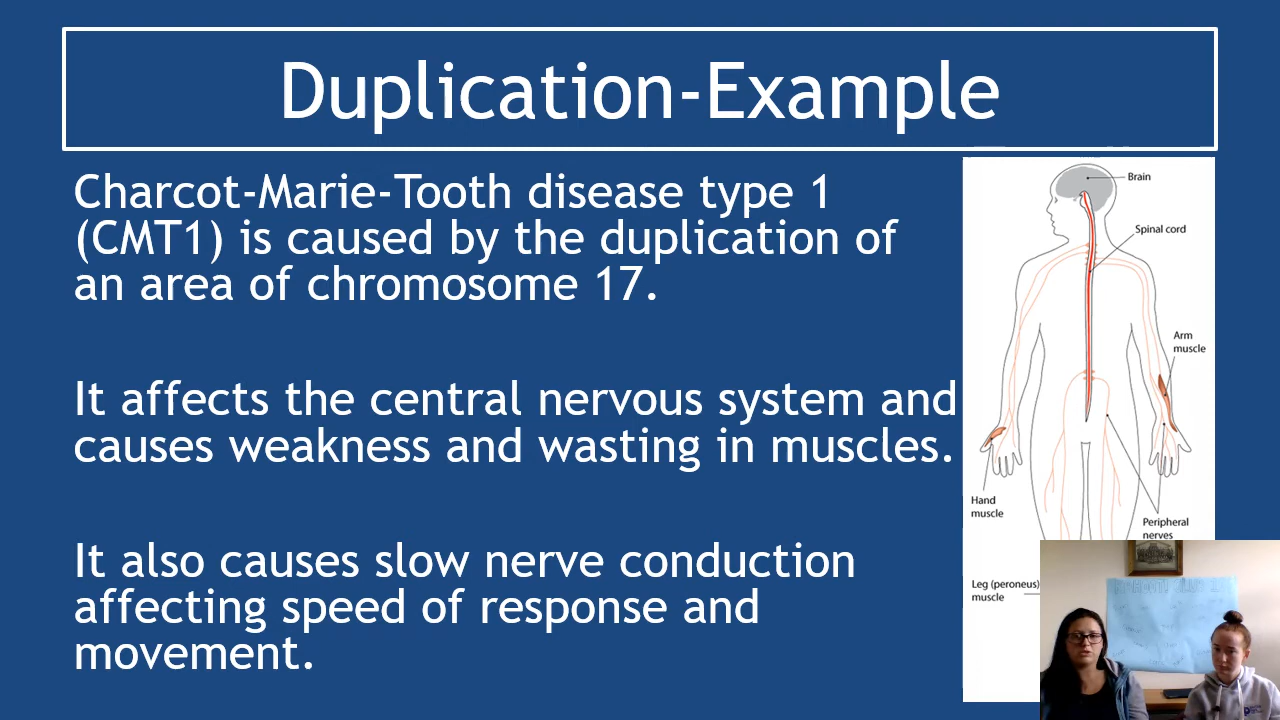 Duplication-Example
Charcot-Marie-Tooth disease type 1
(CMT1) is caused by the duplication of
an area of chromosome 17.
It affects the central nervous system and
causes weakness and wasting in muscles.
It also causes slow nerve conduction
affecting speed of response and
movement.
Brain
Spinal cord
Arm
muscle
Hand
muscle
Peripheral
nerves
Leg (peroneus)
muscle